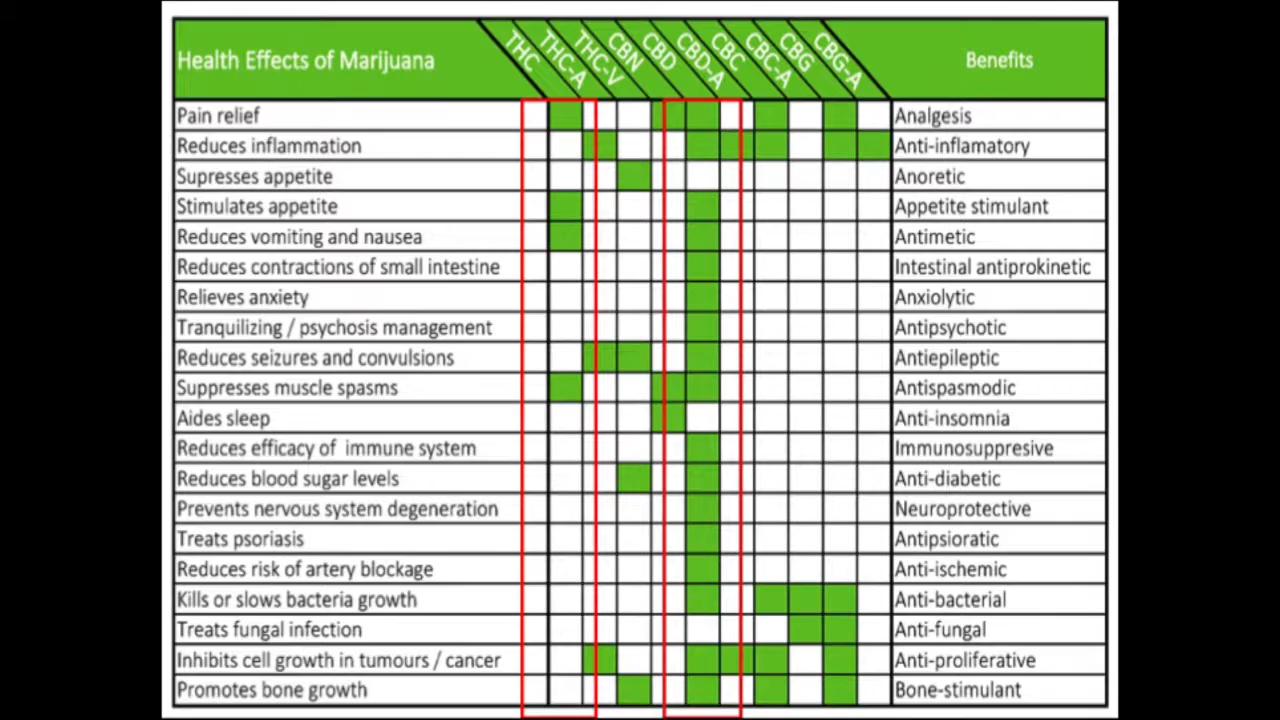 Health Effects of Marijuana THC THC-A THC-V CBN CBD CBD-A CBC CBC-A CBG CBG-A Benefits
Pain relief Analgesis
Reduces inflammation Anti-inflamatory
Supresses appetite Anoretic
Stimulates appetite Appetite stimulant
Reduces vomiting and nausea Antimetic
Reduces contractions of small intestine Intestinal antiprokinetic
Relieves anxiety Anxiolytic
Tranquilizing / psychosis management Antipsychotic
Reduces seizures and convulsions Antiepileptic
Suppresses muscle spasms Antispasmodic
Aides sleep Anti-insomnia
Reduces efficacy of immune system Immunosuppresive
Reduces blood sugar levels Anti-diabetic
Prevents nervous system degeneration Neuroprotective
Treats psoriasis Antipsioratic
Reduces risk of artery blockage Anti-ischemic
Kills or slows bacteria growth Anti-bacterial
Treats fungal infection Anti-fungal
Inhibits cell growth in tumours / cancer Anti-proliferative
Promotes bone growth Bone-stimulant